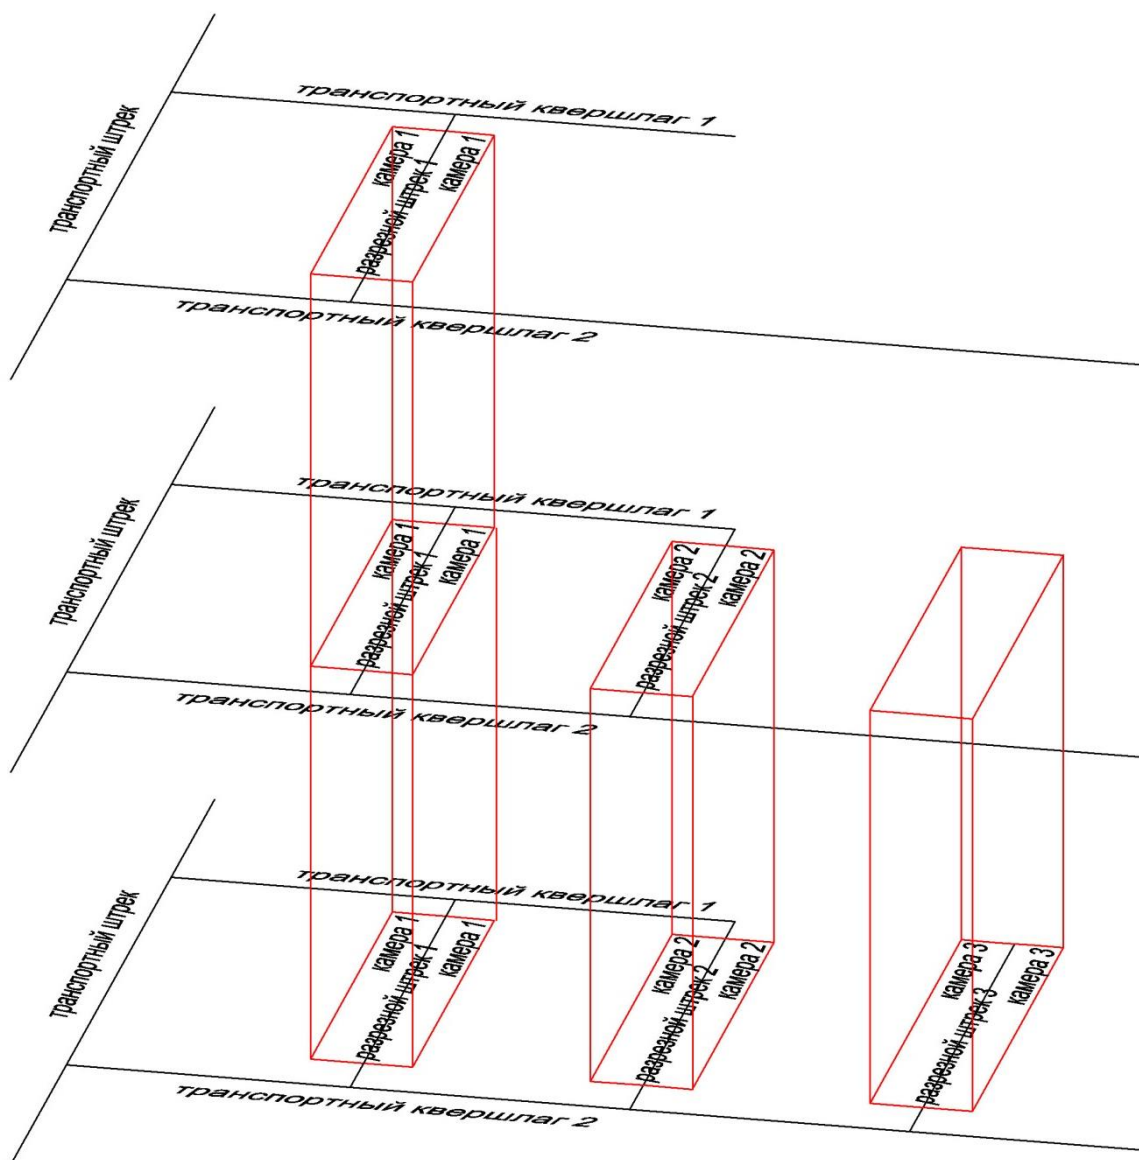 транспортный квершлаг 1
транспортный штрек
камера 1
разрезной штрек 1
камера 1
транспортный квершлаг 2
транспортный квершлаг 1
транспортный штрек
камера 1
разрезной штрек 1
камера 1
камера 2
разрезной штрек 2
камера 2
транспортный квершлаг 2
транспортный квершлаг 1
транспортный штрек
камера 1
разрезной штрек 1
камера 1
камера 2
разрезной штрек 2
камера 2
камера 3
разрезной штрек 3
камера 3
транспортный квершлаг 2